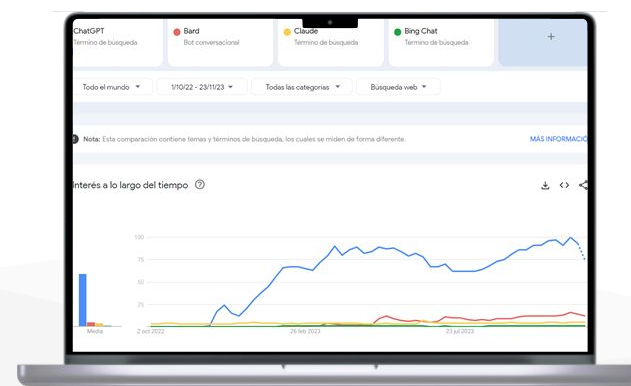 ChatGPT
Término de búsqueda
Bard
Bot conversacional
Claude
Término de búsqueda
Bing Chat
Término de búsqueda
+
Todo el mundo
1/10/22 - 23/11/23
Todas las categorías
Búsqueda web
Nota: Esta comparación contiene temas y términos de búsqueda, los cuales se miden de forma diferente.
MÁS INFORMACIÓ
Interés a lo largo del tiempo
100
75
50
25
Media
2 oct 2022
26 feb 2023
23 jul 2023